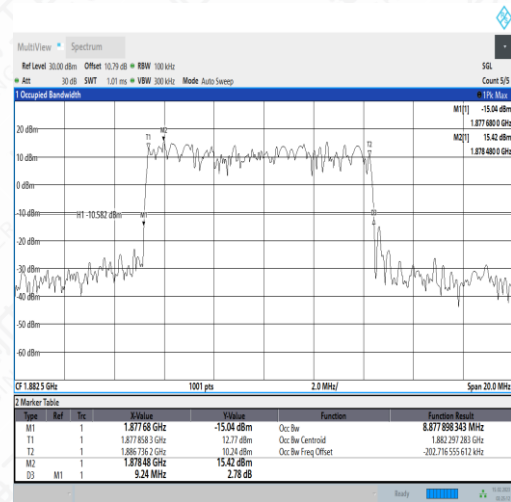 MultiView Spectrum
Ref Level 30.00 dBm Offset 10.79 dB RBW 100 kHz SGL
Att 30 dB SWT 1.01 ms VBW 300 kHz Mode Auto Sweep Count 5/5
1 Occupied Bandwidth 1Pk Max
M1[1] -15.04 dBm
1.877 680 0 GHz
M2[1] 15.42 dBm
1.878 480 0 GHz
20 dBm
T1 M2 T2
10 dBm
0 dBm
-10 dBm
H1 -10.582 dBm M1 D3
-20 dBm
-30 dBm
-40 dBm
-50 dBm
-60 dBm
CF 1.882 5 GHz 1001 pts 2.0 MHz/ Span 20.0 MHz
2 Marker Table
Type Ref Trc X-Value Y-Value Function Function Result
M1 1 1.877 68 GHz -15.04 dBm Occ Bw 8.877 898 343 MHz
T1 1 1.877 858 3 GHz 12.77 dBm Occ Bw Centroid 1.882 297 283 GHz
T2 1 1.886 736 2 GHz 10.24 dBm Occ Bw Freq Offset -202.716 555 612 kHz
M2 1 1.878 48 GHz 15.42 dBm
D3 M1 1 9.24 MHz 2.78 dB
Ready